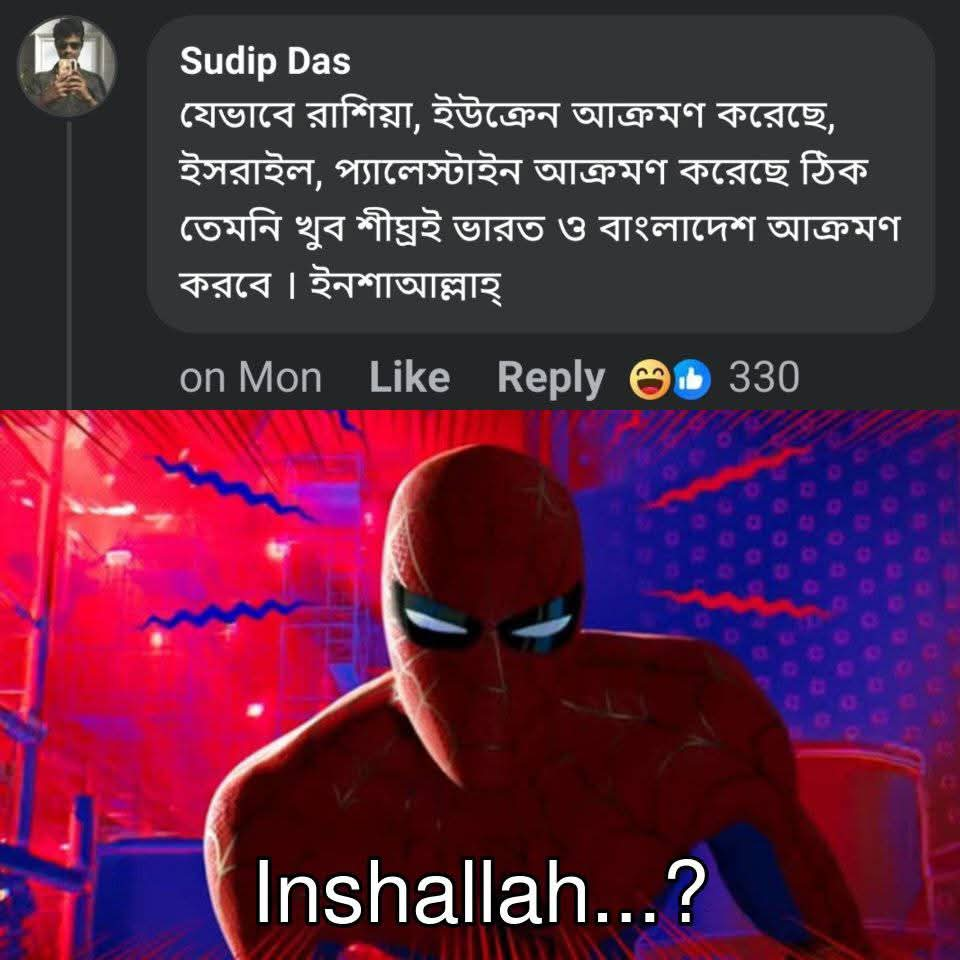 Sudip Das
যেভাবে রাশিয়া, ইউক্রেন আক্রমণ করেছে,
ইসরাইল, প্যালেস্টাইন আক্রমণ করেছে ঠিক
তেমনি খুব শীঘ্রই ভারত ও বাংলাদেশ আক্রমণ
করবে । ইনশাআল্লাহ্
on Mon Like Reply 330
Inshallah...?